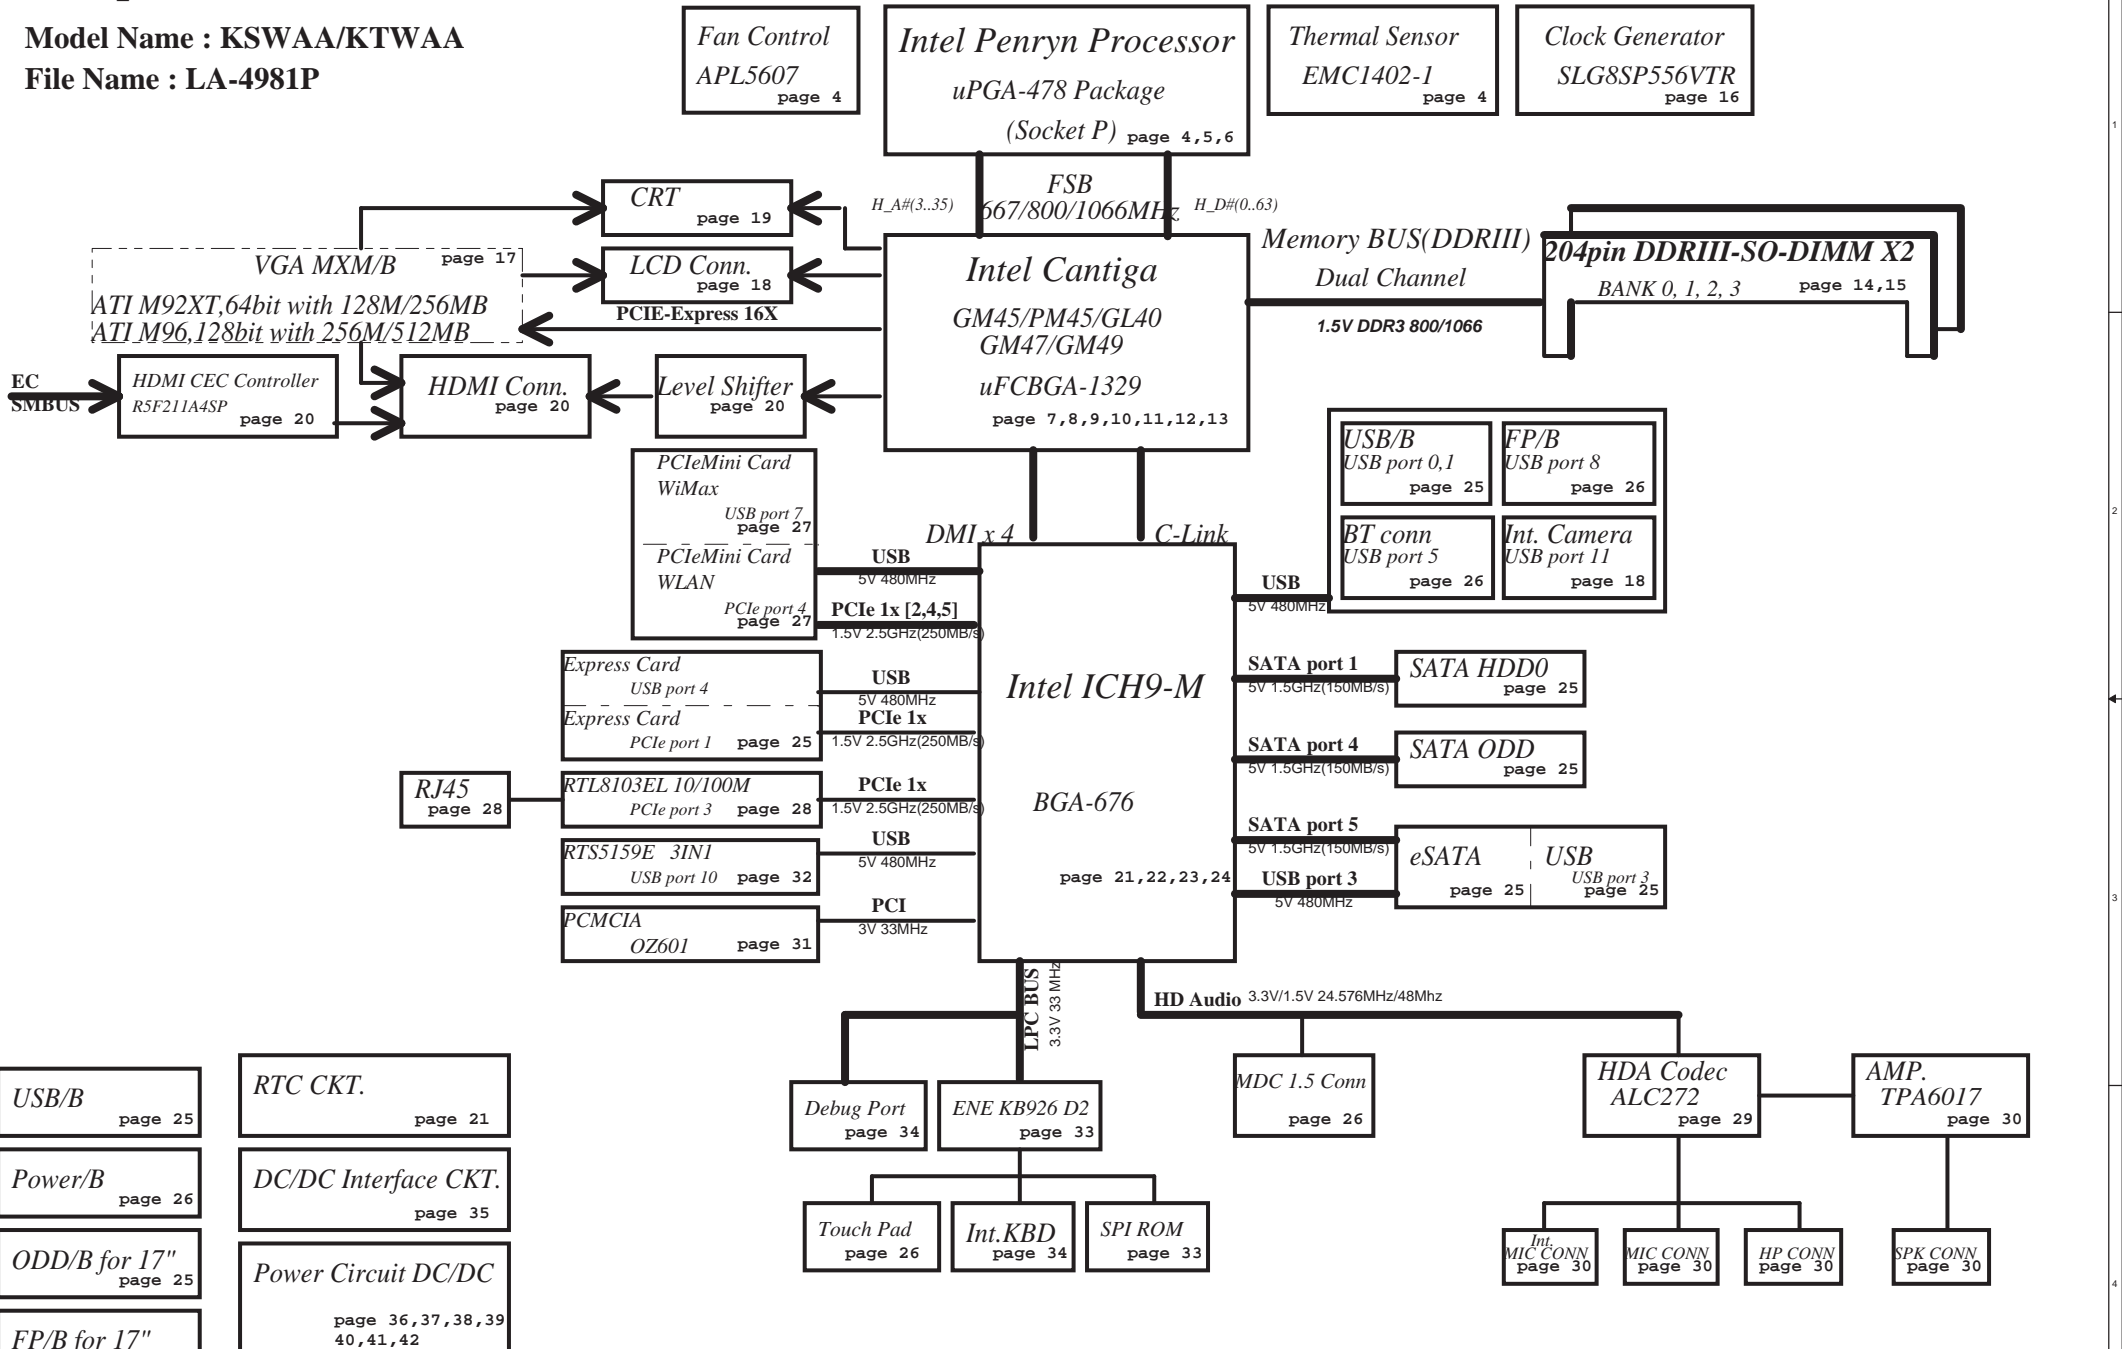 Model Name : KSWAA/KTWAA
File Name : LA-4981P
Fan Control
APL5607
page 4
Intel Penryn Processor
uPGA-478 Package
(Socket P) page 4,5,6
Thermal Sensor
EMC1402-1
page 4
Clock Generator
SLG8SP556VTR
page 16
1
CRT
page 19
H_A#(3..35)
FSB
667/800/1066MHz
H_D#(0..63)
VGA MXM/B page 17
ATI M92XT,64bit with 128M/256MB
ATI M96,128bit with 256M/512MB
LCD Conn.
page 18
PCIE-Express 16X
Intel Cantiga
GM45/PM45/GL40
GM47/GM49
uFCBGA-1329
page 7,8,9,10,11,12,13
Memory BUS(DDRIII)
Dual Channel
1.5V DDR3 800/1066
204pin DDRIII-SO-DIMM X2
BANK 0, 1, 2, 3 page 14,15
EC
SMBUS
HDMI CEC Controller
R5F211A4SP
page 20
HDMI Conn.
page 20
Level Shifter
page 20
USB/B
USB port 0,1
page 25
FP/B
USB port 8
page 26
BT conn
USB port 5
page 26
Int. Camera
USB port 11
page 18
2
PCIeMini Card
WiMax
USB port 7
page 27
PCIeMini Card
WLAN
PCIe port 4
page 27
DMI x 4
C-Link
USB
5V 480MHz
PCIe 1x [2,4,5]
1.5V 2.5GHz(250MB/s)
USB
5V 480MHz
Express Card
USB port 4
Express Card
PCIe port 1 page 25
USB
5V 480MHz
PCIe 1x
1.5V 2.5GHz(250MB/s)
Intel ICH9-M
BGA-676
page 21,22,23,24
SATA port 1
5V 1.5GHz(150MB/s)
SATA HDD0
page 25
SATA port 4
5V 1.5GHz(150MB/s)
SATA ODD
page 25
RJ45
page 28
RTL8103EL 10/100M
PCIe port 3 page 28
PCIe 1x
1.5V 2.5GHz(250MB/s)
RTS5159E 3IN1
USB port 10 page 32
USB
5V 480MHz
PCMCIA
OZ601 page 31
PCI
3V 33MHz
SATA port 5
5V 1.5GHz(150MB/s)
USB port 3
5V 480MHz
eSATA
page 25
USB
USB port 3
page 25
3
LPC BUS
3.3V 33 MHz
HD Audio 3.3V/1.5V 24.576MHz/48Mhz
USB/B
page 25
RTC CKT.
page 21
Debug Port
page 34
ENE KB926 D2
page 33
MDC 1.5 Conn
page 26
HDA Codec
ALC272
page 29
AMP.
TPA6017
page 30
Power/B
page 26
DC/DC Interface CKT.
page 35
Touch Pad
page 26
Int.KBD
page 34
SPI ROM
page 33
Int.
MIC CONN
page 30
MIC CONN
page 30
HP CONN
page 30
SPK CONN
page 30
ODD/B for 17"
page 25
Power Circuit DC/DC
page 36,37,38,39
40,41,42
FP/B for 17"
4